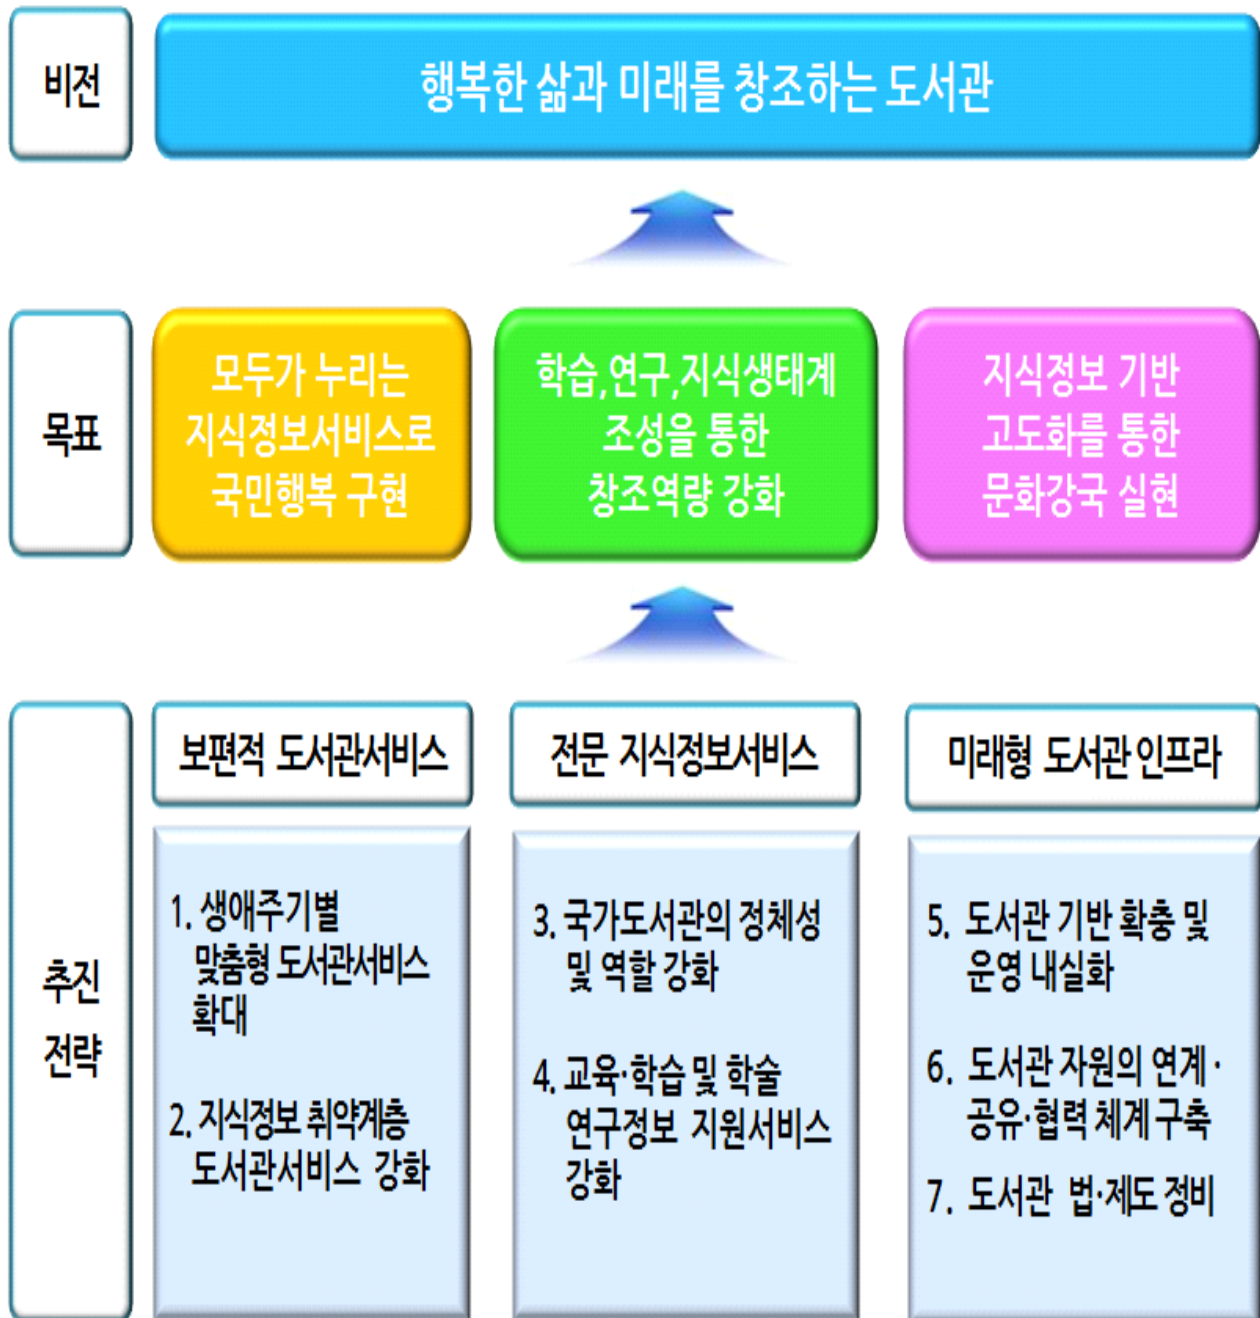 비전
행복한 삶과 미래를 창조하는 도서관
목표
모두가 누리는
지식정보서비스로
국민행복 구현
학습,연구,지식생태계
조성을 통한
창조역량 강화
지식정보 기반
고도화를 통한
문화강국 실현
추진
전략
보편적 도서관서비스
1. 생애주기별
맞춤형 도서관서비스
확대
2. 지식정보 취약계층
도서관서비스 강화
전문 지식정보서비스
3. 국가도서관의 정체성
및 역할 강화
4. 교육·학습 및 학술
연구정보 지원서비스
강화
미래형 도서관 인프라
5. 도서관 기반 확충 및
운영 내실화
6. 도서관 자원의 연계·
공유·협력 체계 구축
7. 도서관 법·제도 정비